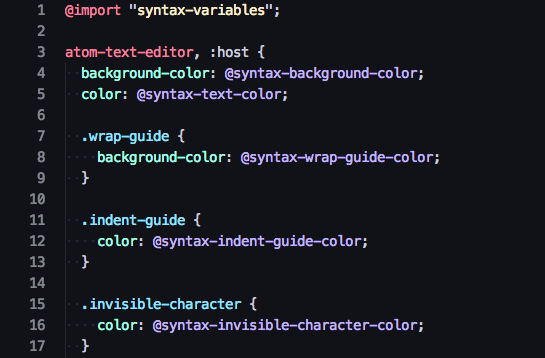 1 @import "syntax-variables";
2
3 atom-text-editor, :host {
4   background-color: @syntax-background-color;
5   color: @syntax-text-color;
6
7   .wrap-guide {
8     background-color: @syntax-wrap-guide-color;
9   }
10
11   .indent-guide {
12     color: @syntax-indent-guide-color;
13   }
14
15   .invisible-character {
16     color: @syntax-invisible-character-color;
17   }